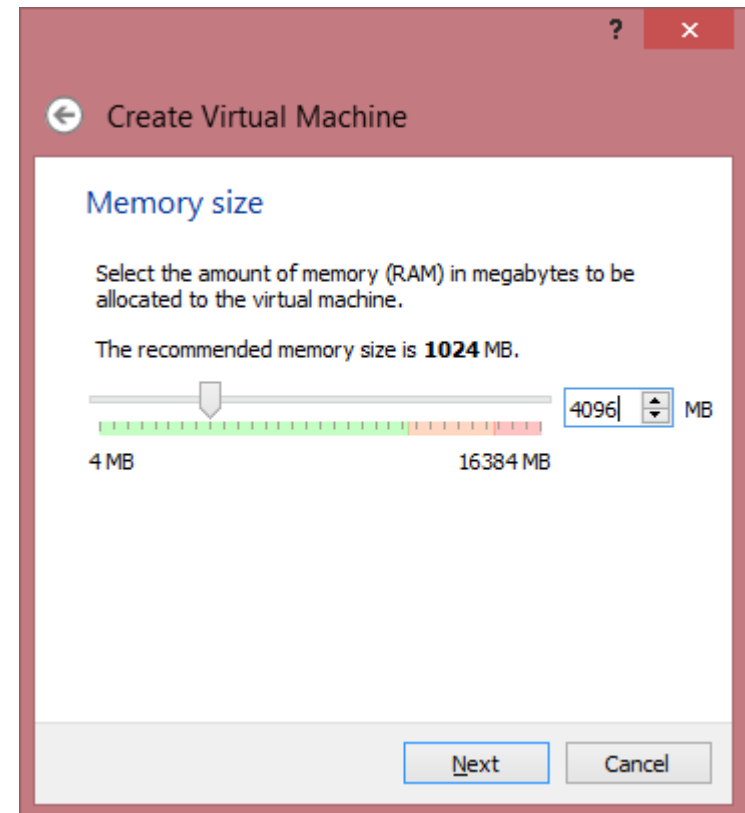 ?
Create Virtual Machine
Memory size
Select the amount of memory (RAM) in megabytes to be
allocated to the virtual machine.
The recommended memory size is 1024 MB.
4096 MB
4 MB 16384 MB
Next Cancel